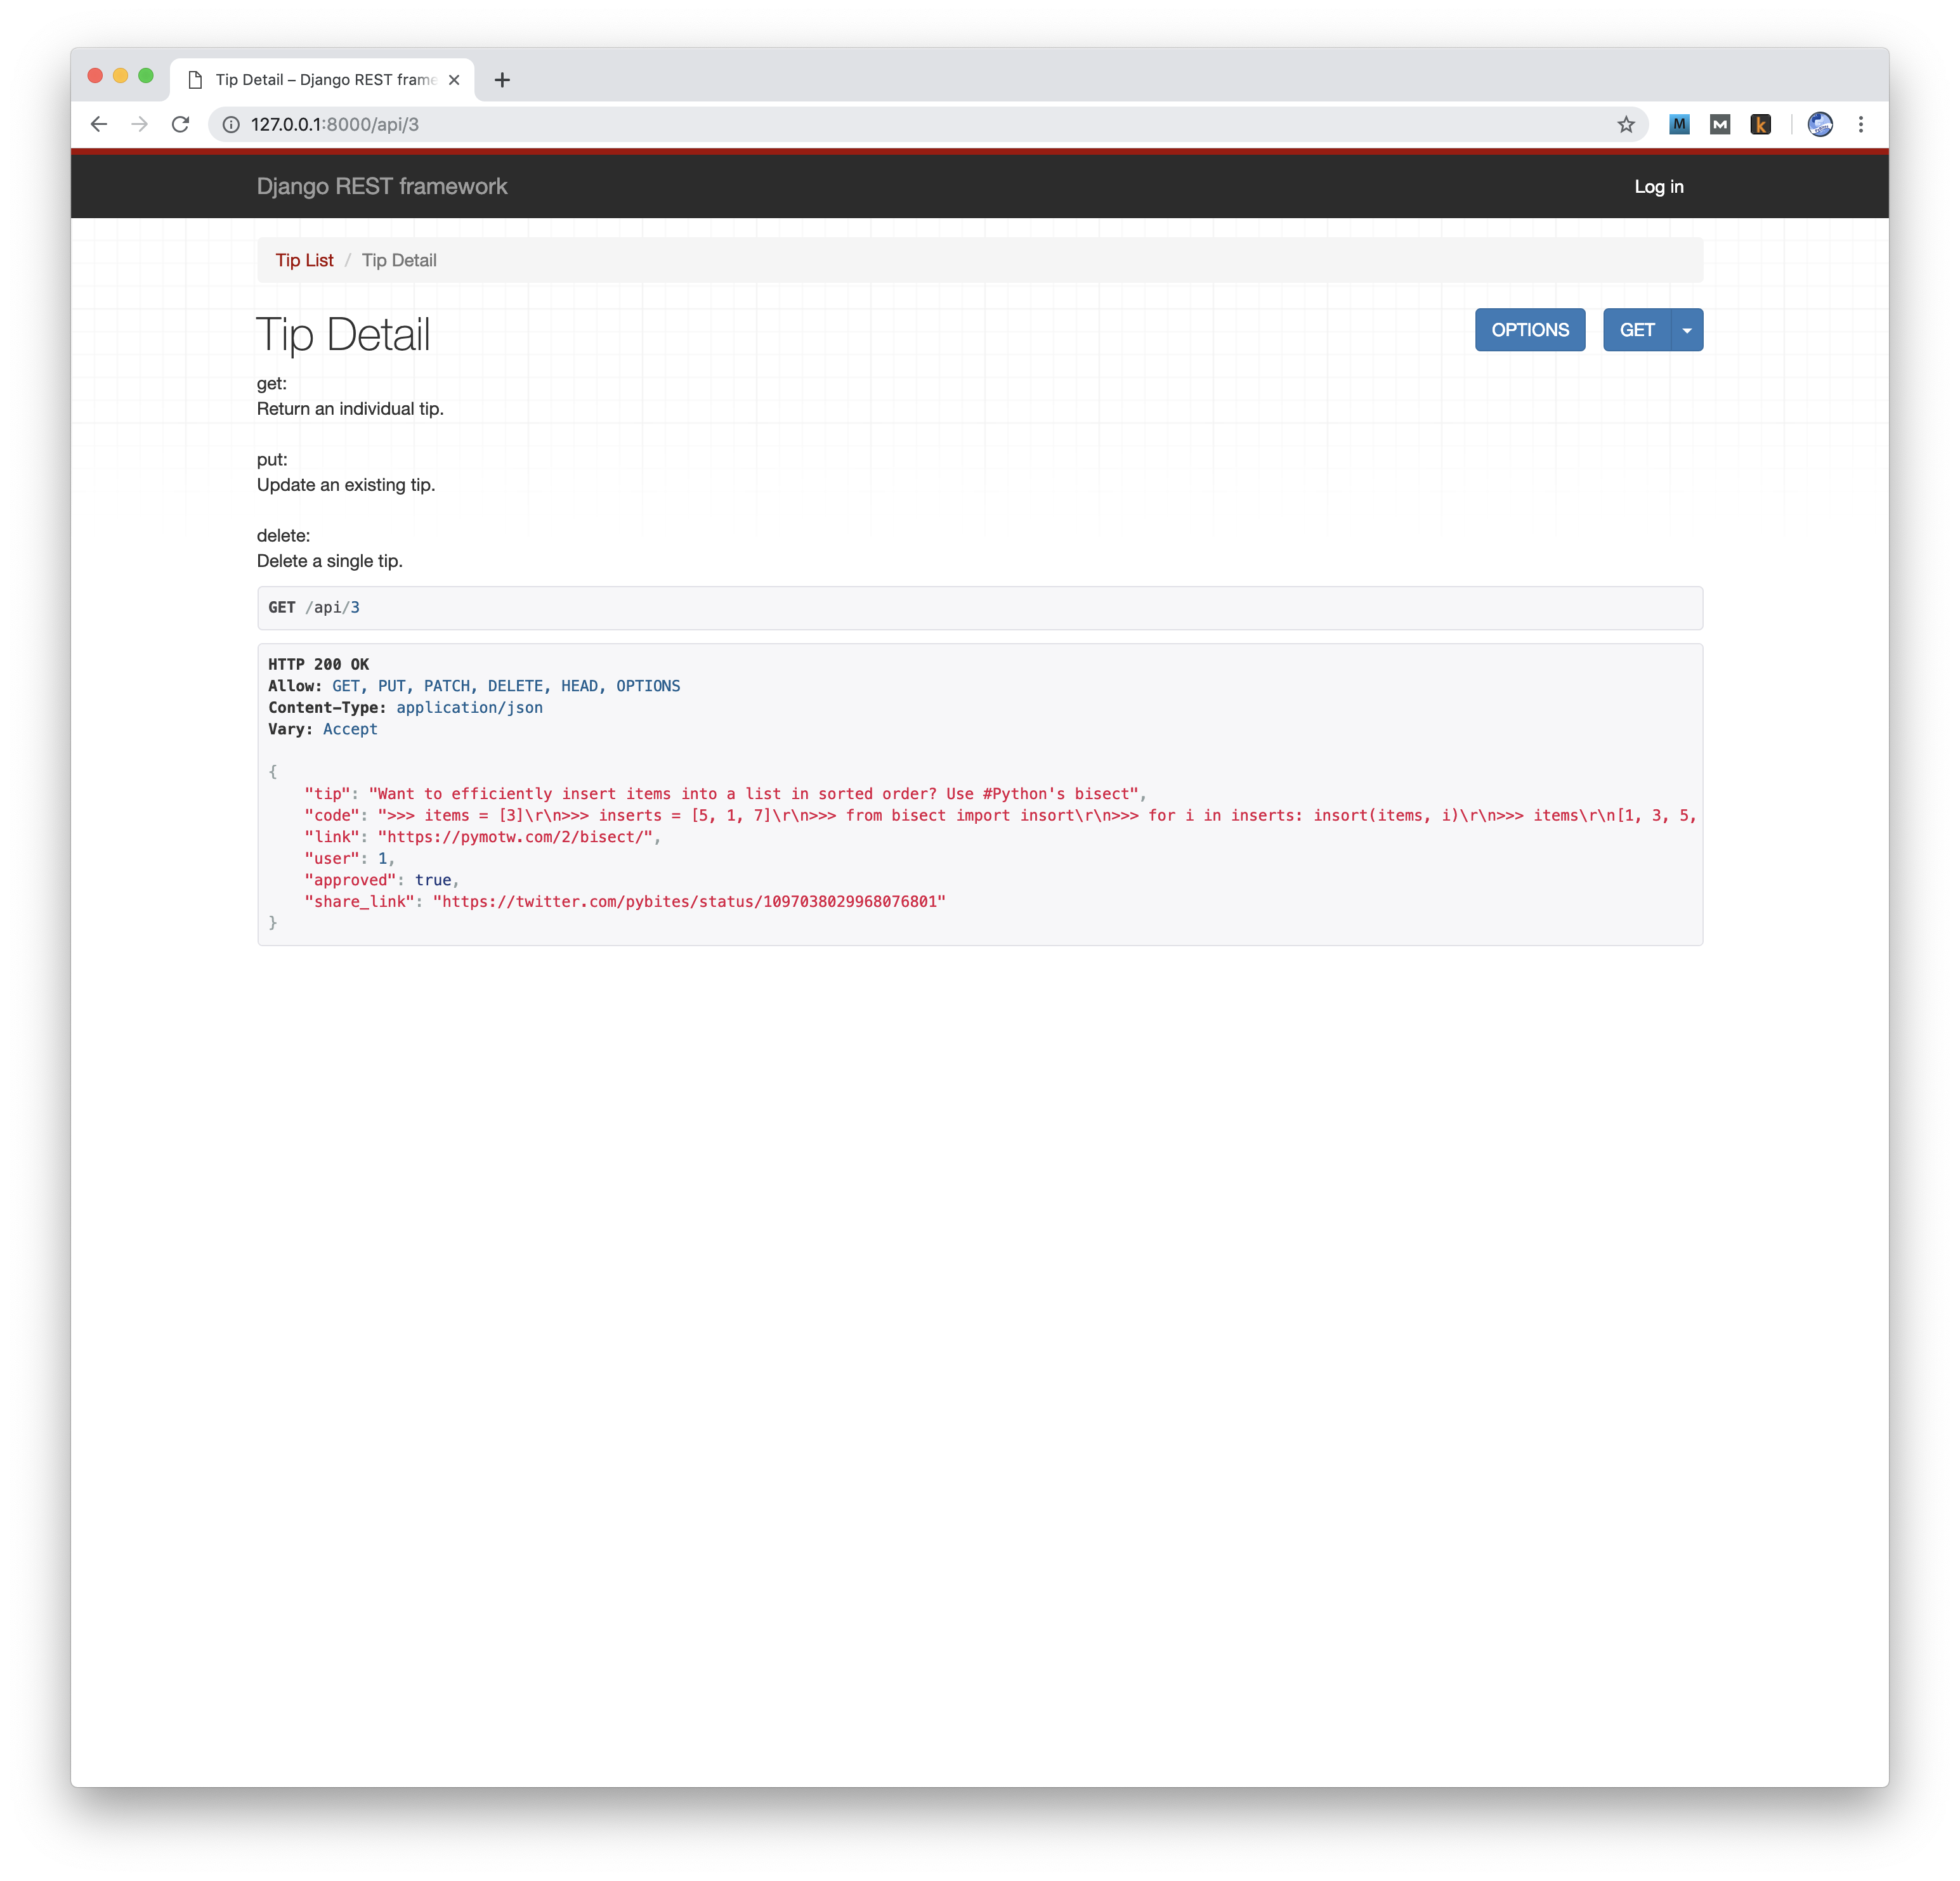 Tip Detail – Django REST frame
127.0.0.1:8000/api/3
M
M
k
Django REST framework
Log in
Tip List / Tip Detail
Tip Detail
OPTIONS
GET
get:
Return an individual tip.
put:
Update an existing tip.
delete:
Delete a single tip.
GET /api/3
HTTP 200 OK
Allow: GET, PUT, PATCH, DELETE, HEAD, OPTIONS
Content-Type: application/json
Vary: Accept
{
"tip": "Want to efficiently insert items into a list in sorted order? Use #Python's bisect",
"code": ">>> items = [3]\r\n>>> inserts = [5, 1, 7]\r\n>>> from bisect import insort\r\n>>> for i in inserts: insort(items, i)\r\n>>> items\r\n[1, 3, 5,
"link": "https://pymotw.com/2/bisect/",
"user": 1,
"approved": true,
"share_link": "https://twitter.com/pybites/status/1097038029968076801"
}